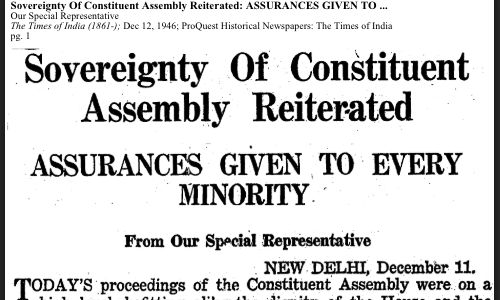 Sovereignty Of Constituent Assembly Reiterated: ASSURANCES GIVEN TO ...
Our Special Representative
The Times of India (1861-); Dec 12, 1946; ProQuest Historical Newspapers: The Times of India
pg. 1
Sovereignty Of Constituent
Assembly Reiterated
ASSURANCES GIVEN TO EVERY
MINORITY
From Our Special Representative
NEW DELHI, December 11.
TODAY'S proceedings of the Constituent Assembly were on a